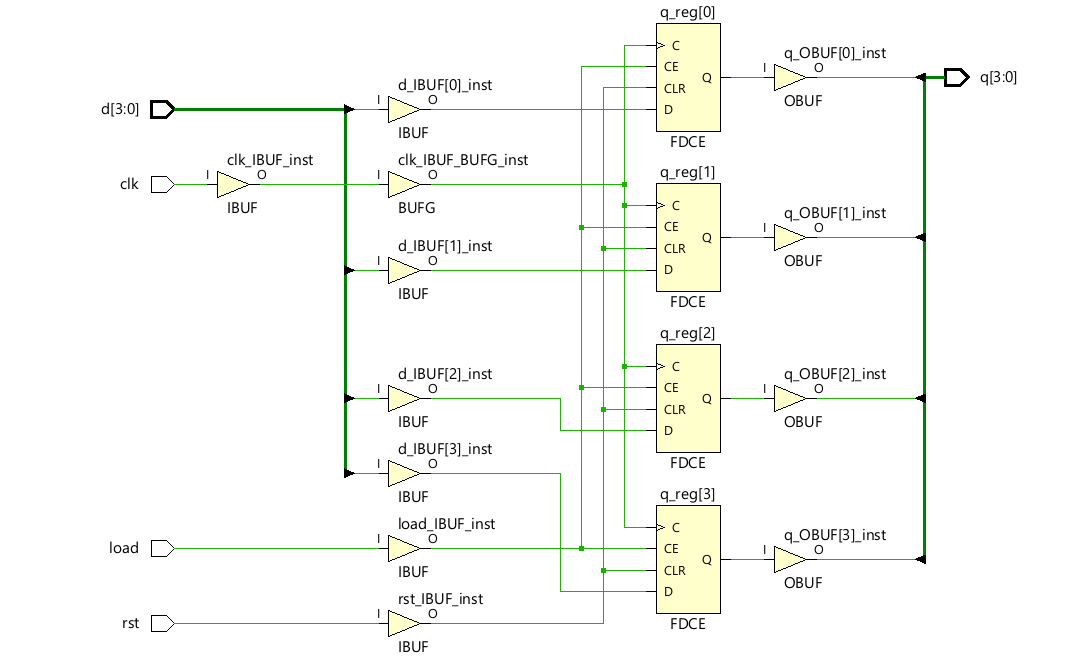 q_reg[0]
C
CE
CLR
D
Q
FDCE
q_OBUF[0]_inst
I
O
OBUF
q[3:0]
d[3:0]
d_IBUF[0]_inst
I
O
IBUF
clk
clk_IBUF_inst
I
O
IBUF
clk_IBUF_BUFG_inst
I
O
BUFG
q_reg[1]
C
CE
CLR
D
Q
FDCE
q_OBUF[1]_inst
I
O
OBUF
d_IBUF[1]_inst
I
O
IBUF
q_reg[2]
C
CE
CLR
D
Q
FDCE
q_OBUF[2]_inst
I
O
OBUF
d_IBUF[2]_inst
I
O
IBUF
d_IBUF[3]_inst
I
O
IBUF
q_reg[3]
C
CE
CLR
D
Q
FDCE
q_OBUF[3]_inst
I
O
OBUF
load
load_IBUF_inst
I
O
IBUF
rst
rst_IBUF_inst
I
O
IBUF